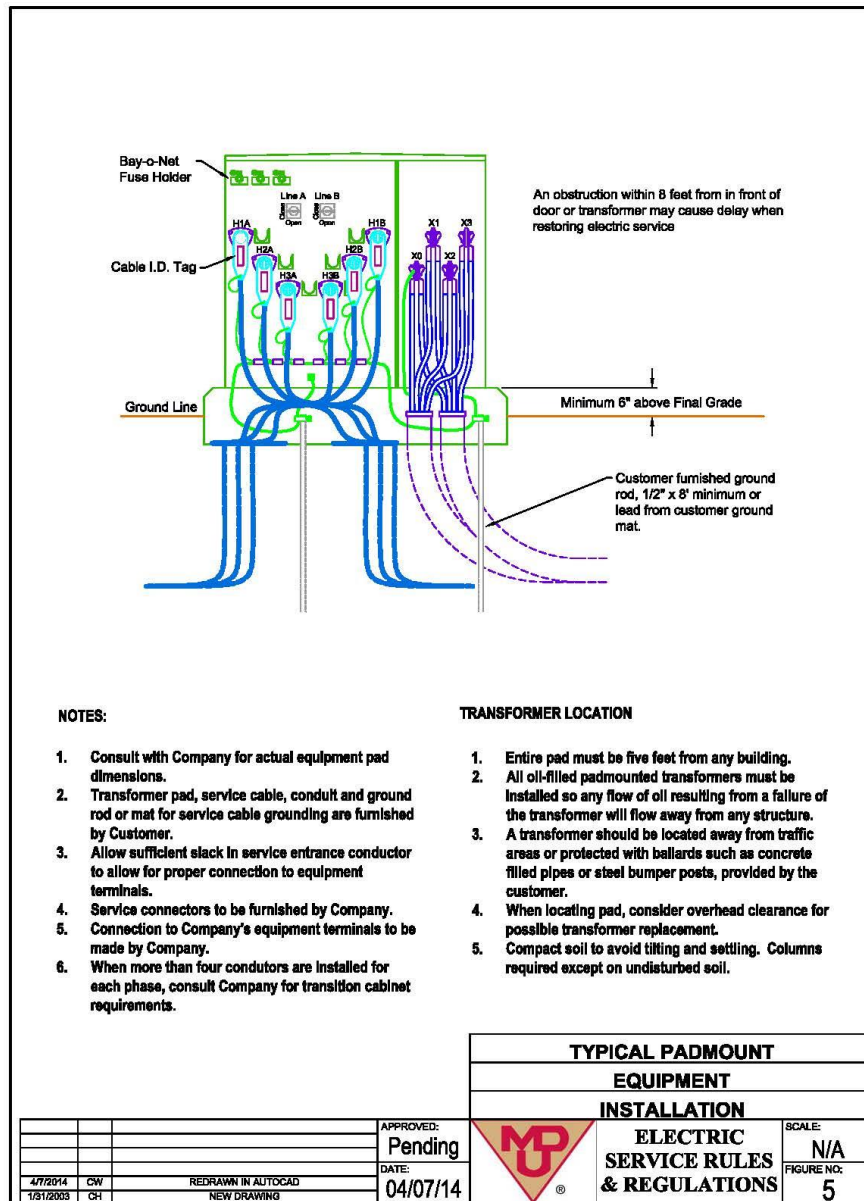 Bay-o-Net
Fuse Holder
Line A
Line B
Close
Open
Close
Open
H1A
H2A
H3A
H3B
H2B
H1B
X1
X3
X0
X2
An obstruction within 8 feet from in front of
door or transformer may cause delay when
restoring electric service
Cable I.D. Tag
Ground Line
Minimum 6" above Final Grade
Customer furnished ground
rod, 1/2" x 8' minimum or
lead from customer ground
mat.
NOTES:
1. Consult with Company for actual equipment pad
dimensions.
2. Transformer pad, service cable, conduit and ground
rod or mat for service cable grounding are furnished
by Customer.
3. Allow sufficient slack in service entrance conductor
to allow for proper connection to equipment
terminals.
4. Service connectors to be furnished by Company.
5. Connection to Company's equipment terminals to be
made by Company.
6. When more than four condutors are installed for
each phase, consult Company for transition cabinet
requirements.
TRANSFORMER LOCATION
1. Entire pad must be five feet from any building.
2. All oil-filled padmounted transformers must be
installed so any flow of oil resulting from a failure of
the transformer will flow away from any structure.
3. A transformer should be located away from traffic
areas or protected with ballards such as concrete
filled pipes or steel bumper posts, provided by the
customer.
4. When locating pad, consider overhead clearance for
possible transformer replacement.
5. Compact soil to avoid tilting and settling. Columns
required except on undisturbed soil.
TYPICAL PADMOUNT
EQUIPMENT
INSTALLATION
APPROVED:
Pending
DATE:
04/07/14
4/7/2014 CW REDRAWN IN AUTOCAD
1/31/2003 CH NEW DRAWING
MDU
®
ELECTRIC
SERVICE RULES
& REGULATIONS
SCALE:
N/A
FIGURE NO:
5